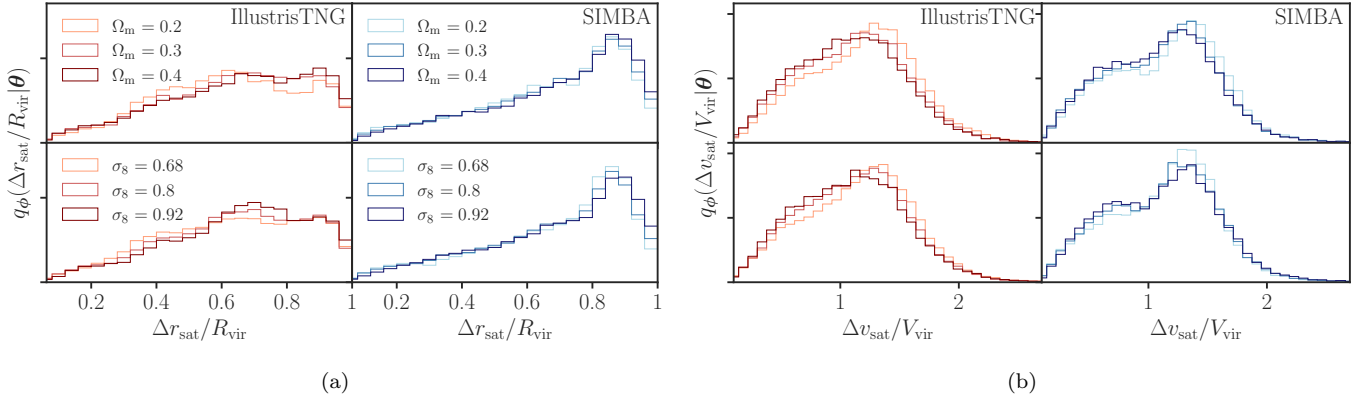 IllustrisTNG
Ωm = 0.2
Ωm = 0.3
Ωm = 0.4
SIMBA
Ωm = 0.2
Ωm = 0.3
Ωm = 0.4
σ8 = 0.68
σ8 = 0.8
σ8 = 0.92
σ8 = 0.68
σ8 = 0.8
σ8 = 0.92
qϕ(Δrsat/Rvir|θ)
0.2 0.4 0.6 0.8 1
0.2 0.4 0.6 0.8 1
Δrsat/Rvir
Δrsat/Rvir
(a)
IllustrisTNG
SIMBA
qϕ(Δvsat/Vvir|θ)
1 2
1 2
Δvsat/Vvir
Δvsat/Vvir
(b)